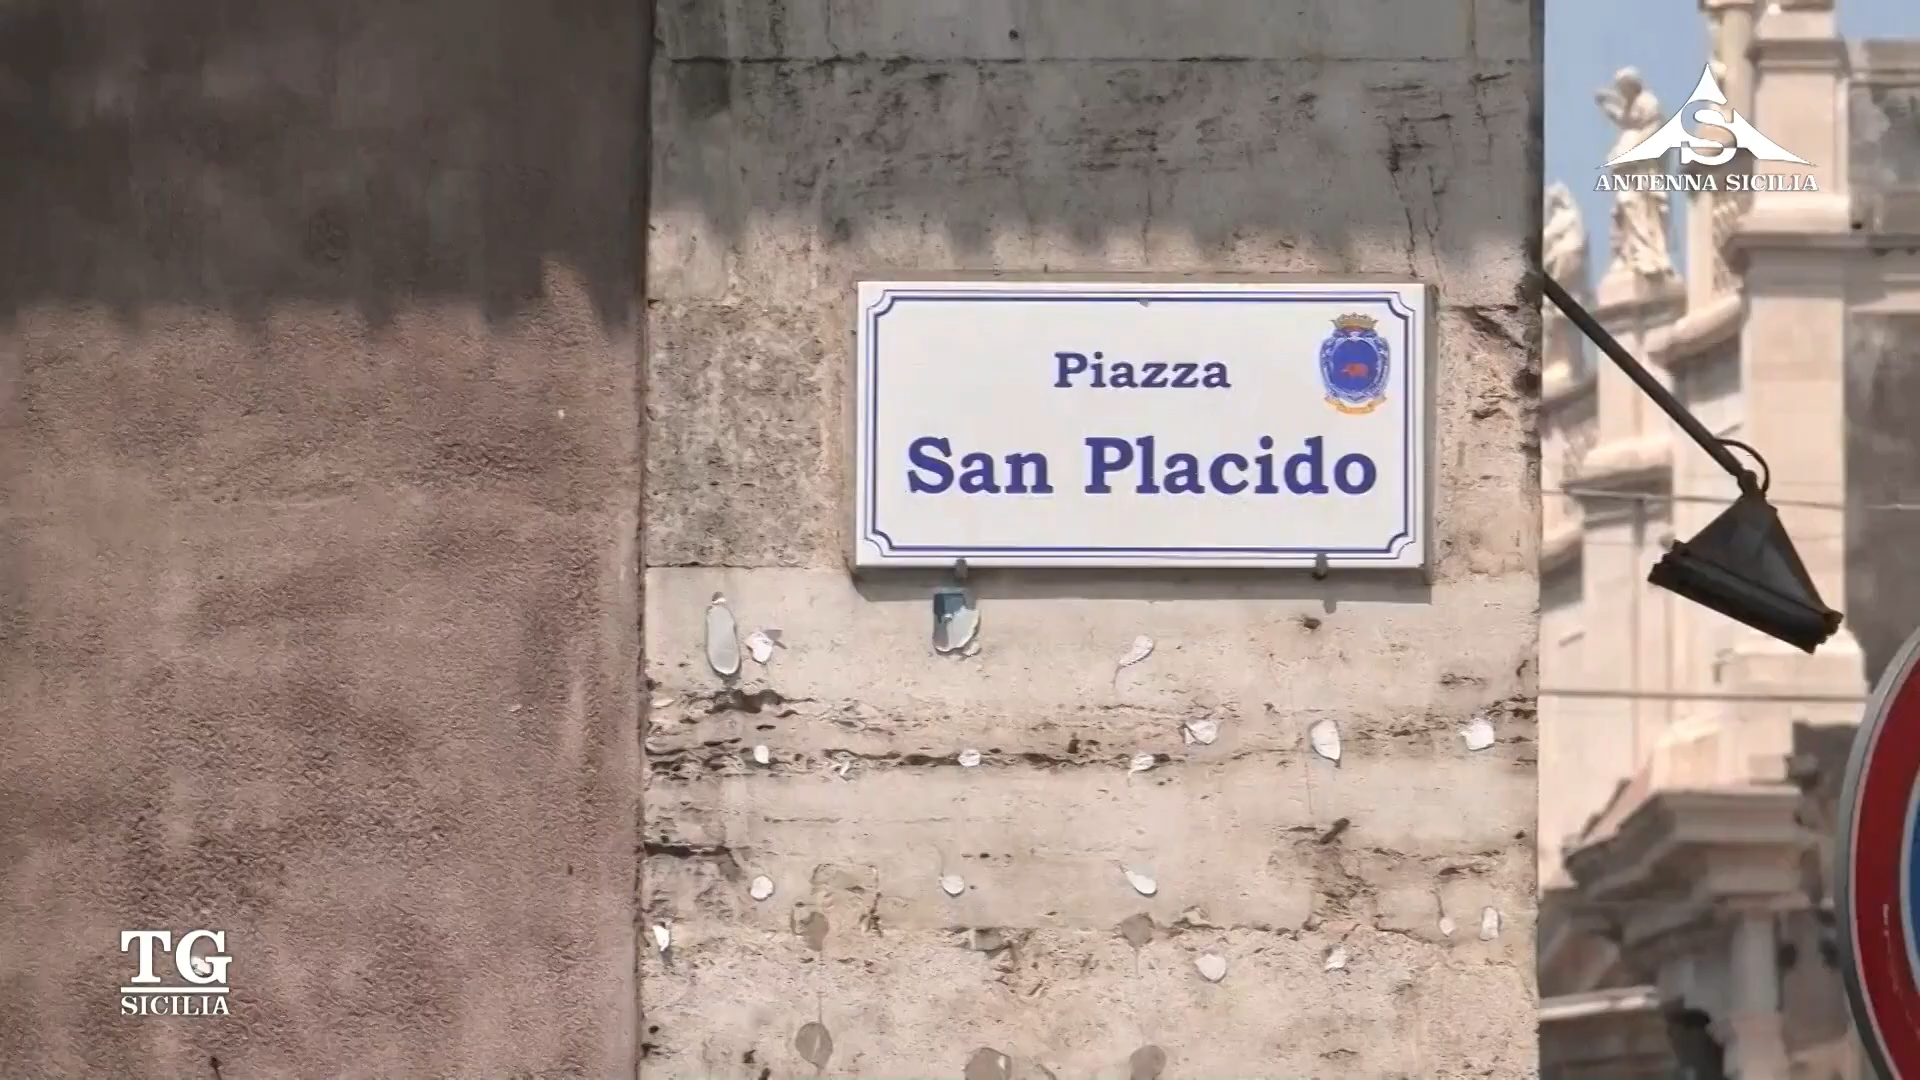 ANTENNA SICILIA
Piazza
San Placido
TG
SICILIA